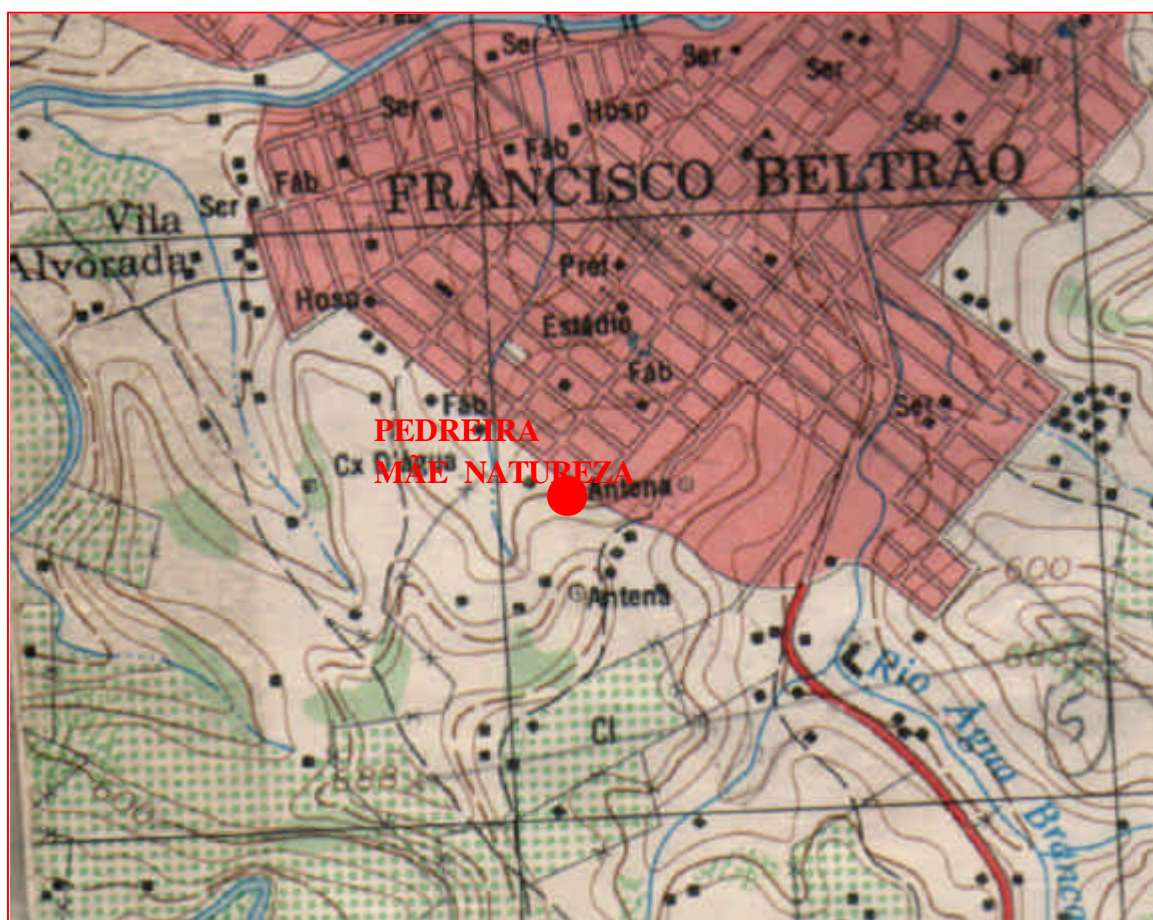 Fáb
Ser
Ser
Ser
Ser
Ser
Hosp
Ser
Fáb
Fáb
FRANCISCO BELTRÃO
Ser
Vila
Alvorada
Pref
Hosp
Estádio
Fáb
Fáb
Ser
PEDREIRA
MÃE NATUREZA
Cx D'água
Antena
600
Antena
Rio
Água
Branca
Cl
600